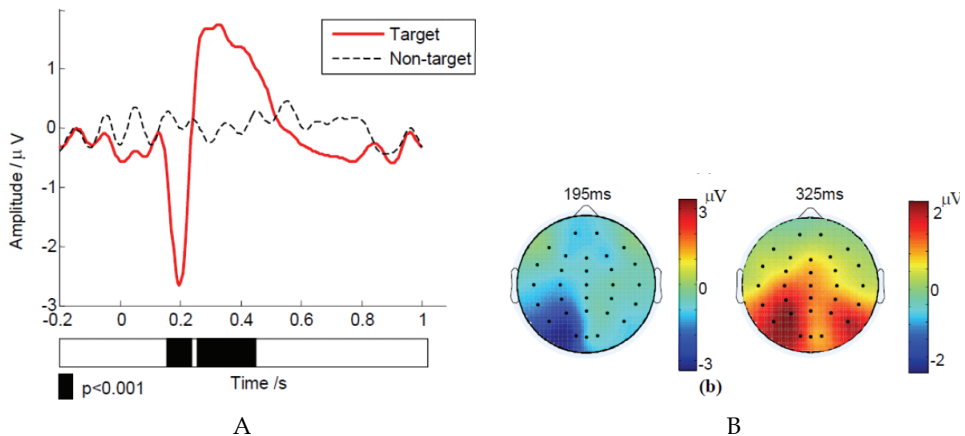 Target
Non-target
Amplitude / μ V
1
0
-1
-2
-3
-0.2
0
0.2
0.4
0.6
0.8
1
p<0.001
Time /s
A
195ms
μV
3
0
-3
325ms
μV
2
0
-2
(b)
B